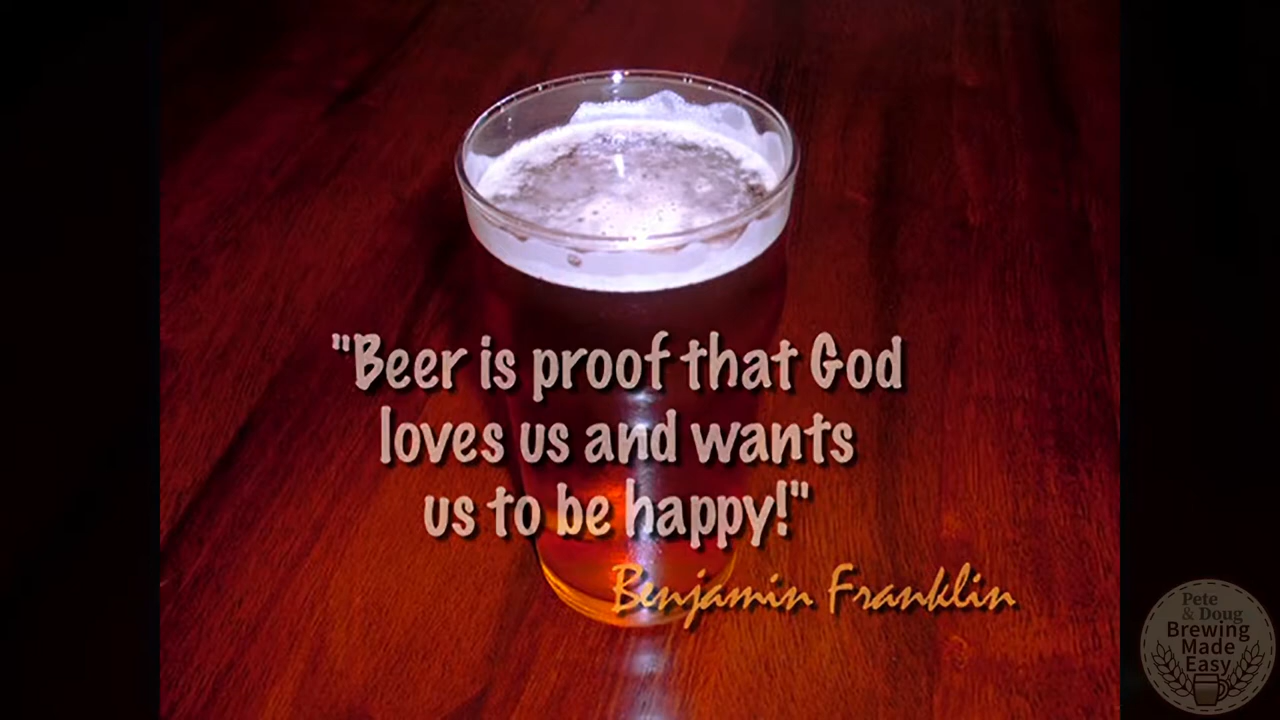 "Beer is proof that God
loves us and wants
us to be happy!"
Benjamin Franklin
Pete
& Doug
Brewing
Made
Easy